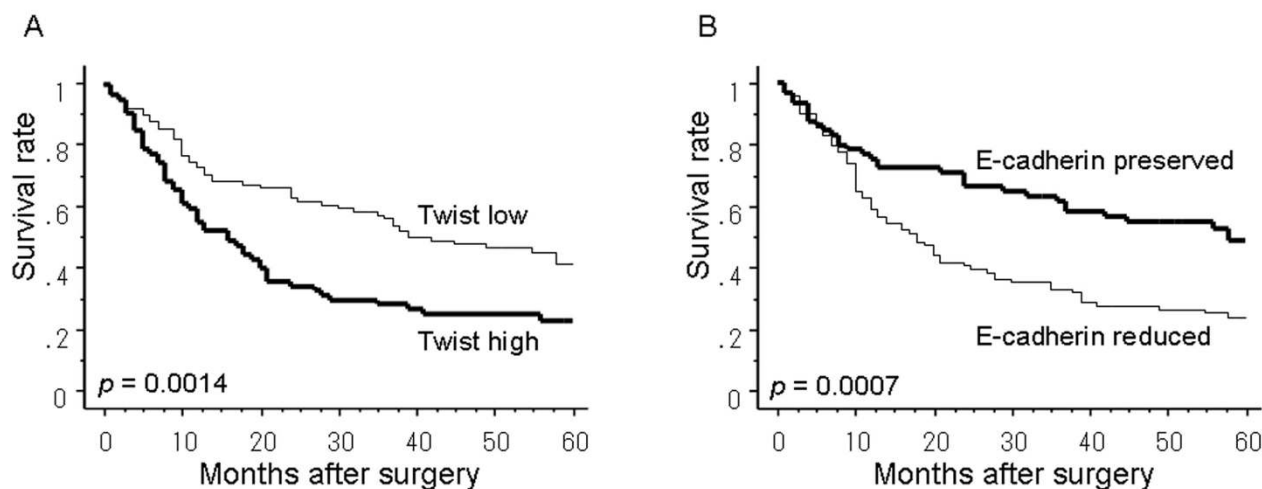 A
Survival rate
1
.8
.6
.4
.2
0
Twist low
Twist high
p = 0.0014
0 10 20 30 40 50 60
Months after surgery
B
Survival rate
1
.8
.6
.4
.2
0
E-cadherin preserved
E-cadherin reduced
p = 0.0007
0 10 20 30 40 50 60
Months after surgery